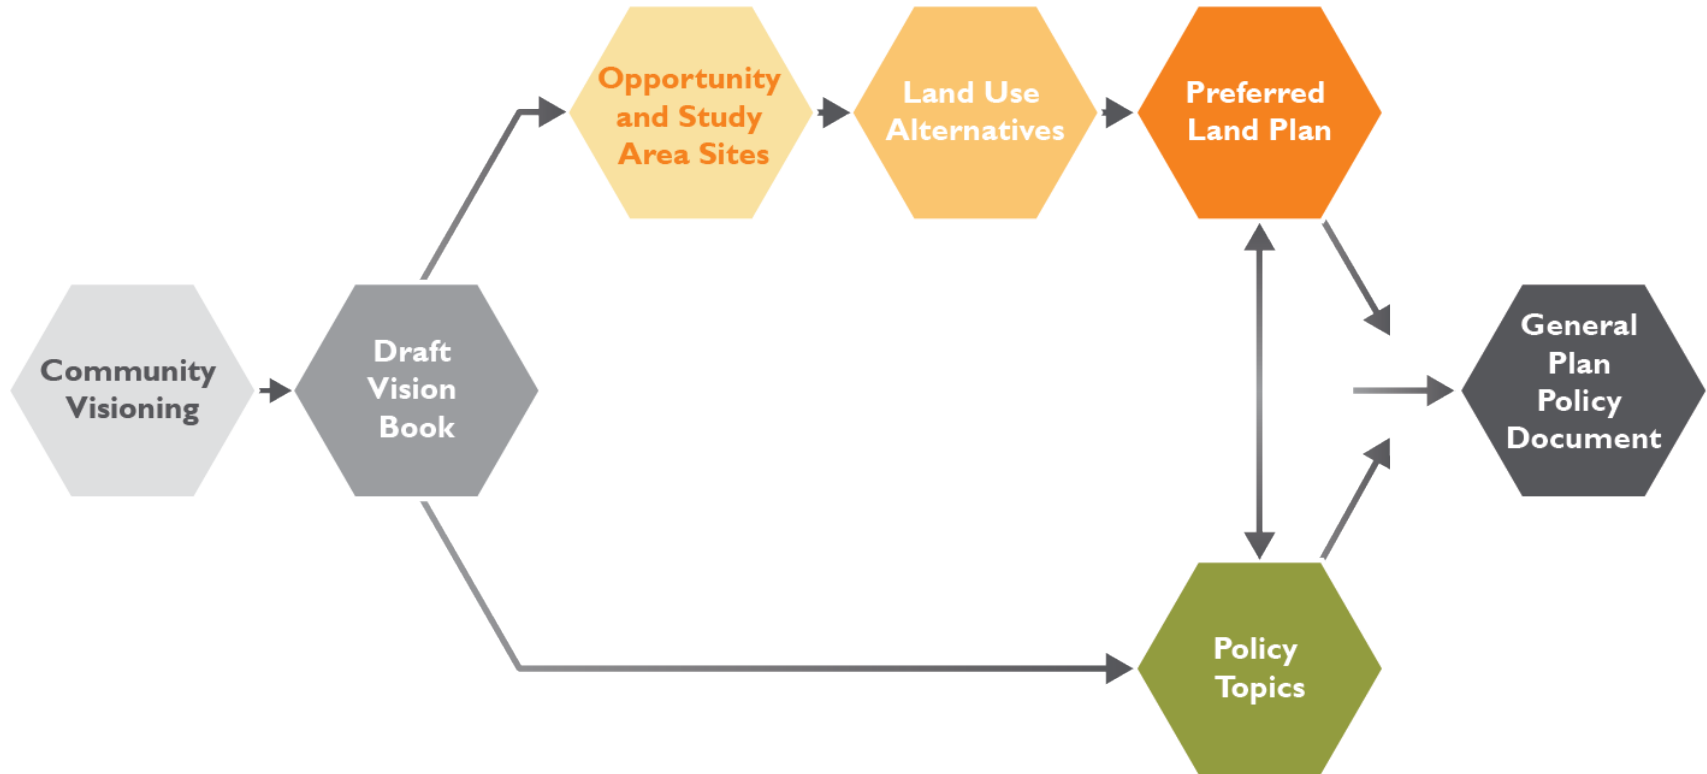 Opportunity
and Study
Area Sites
Land Use
Alternatives
Preferred
Land Plan
Community
Visioning
Draft
Vision
Book
General
Plan
Policy
Document
Policy
Topics